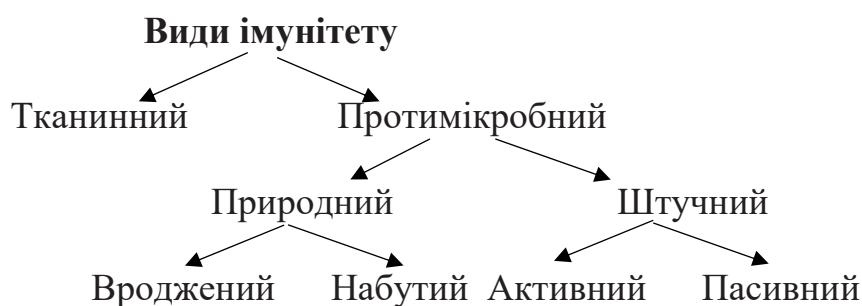 Види імунітету
Тканинний Протимікробний
Природний Штучний
Вроджений Набутий Активний Пасивний